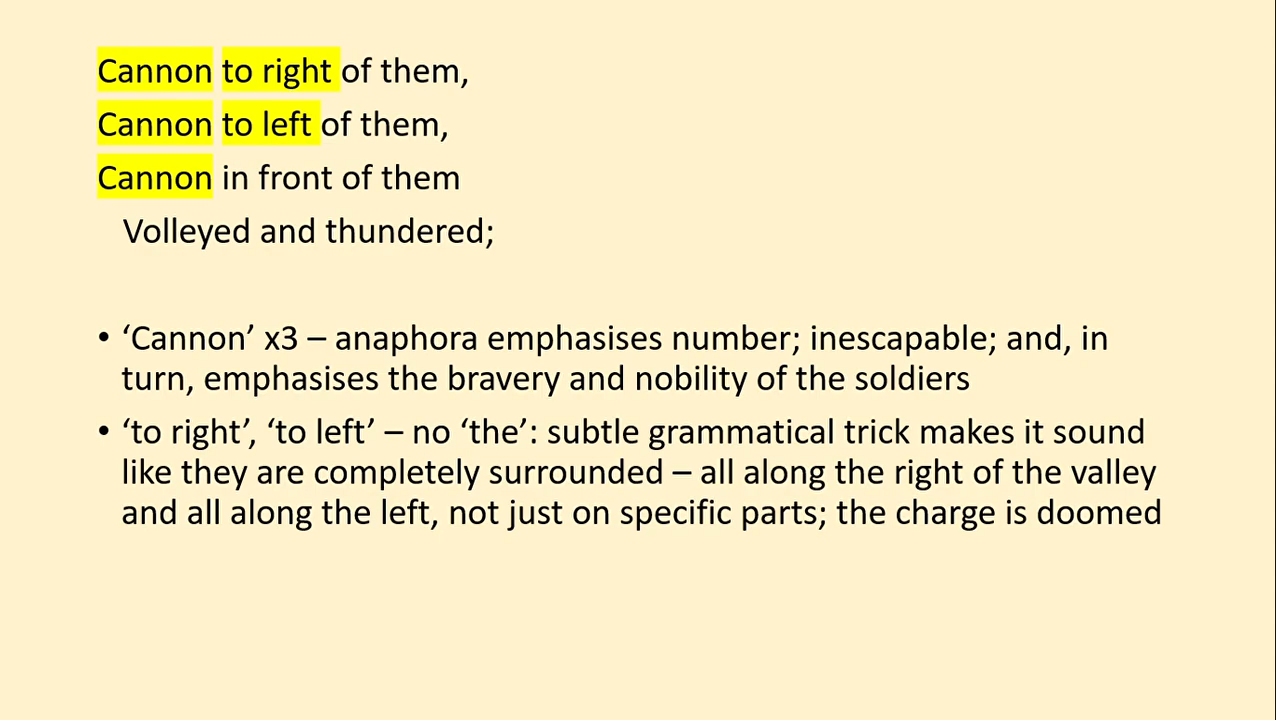 Cannon to right of them,
Cannon to left of them,
Cannon in front of them
Volleyed and thundered;
• ‘Cannon’ x3 – anaphora emphasises number; inescapable; and, in
turn, emphasises the bravery and nobility of the soldiers
• ‘to right’, ‘to left’ – no ‘the’: subtle grammatical trick makes it sound
like they are completely surrounded – all along the right of the valley
and all along the left, not just on specific parts; the charge is doomed